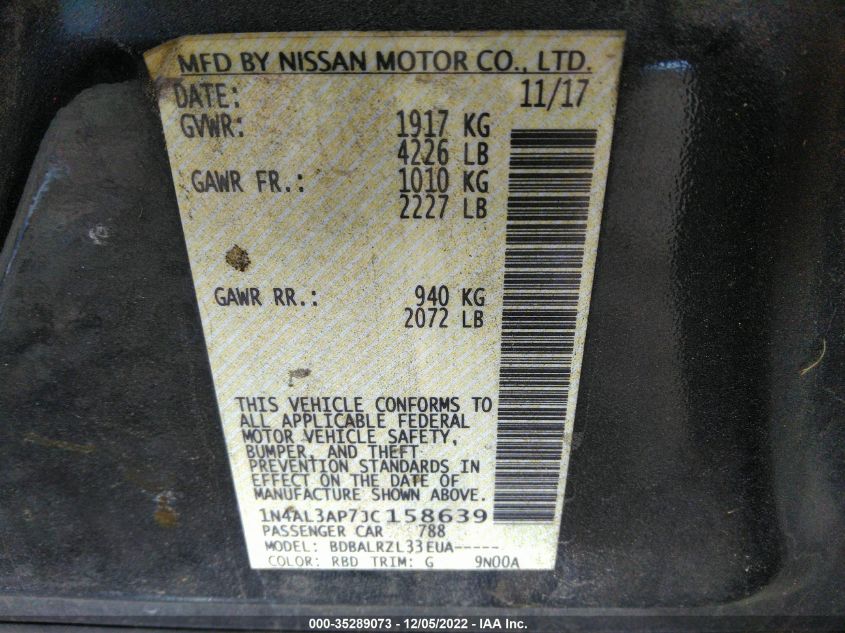 MFD BY NISSAN MOTOR CO., LTD.
DATE: 11/17
GVWR: 1917 KG
4226 LB
GAWR FR.: 1010 KG
2227 LB
GAWR RR.: 940 KG
2072 LB
THIS VEHICLE CONFORMS TO
ALL APPLICABLE FEDERAL
MOTOR VEHICLE SAFETY,
BUMPER, AND THEFT
PREVENTION STANDARDS IN
EFFECT ON THE DATE OF
MANUFACTURE SHOWN ABOVE.
1N4AL3AP7JC158639
PASSENGER CAR 788
MODEL: BDBALRZL33EUA-----
COLOR: RBD TRIM: G 9N00A
000-35289073 - 12/05/2022 - IAA Inc.